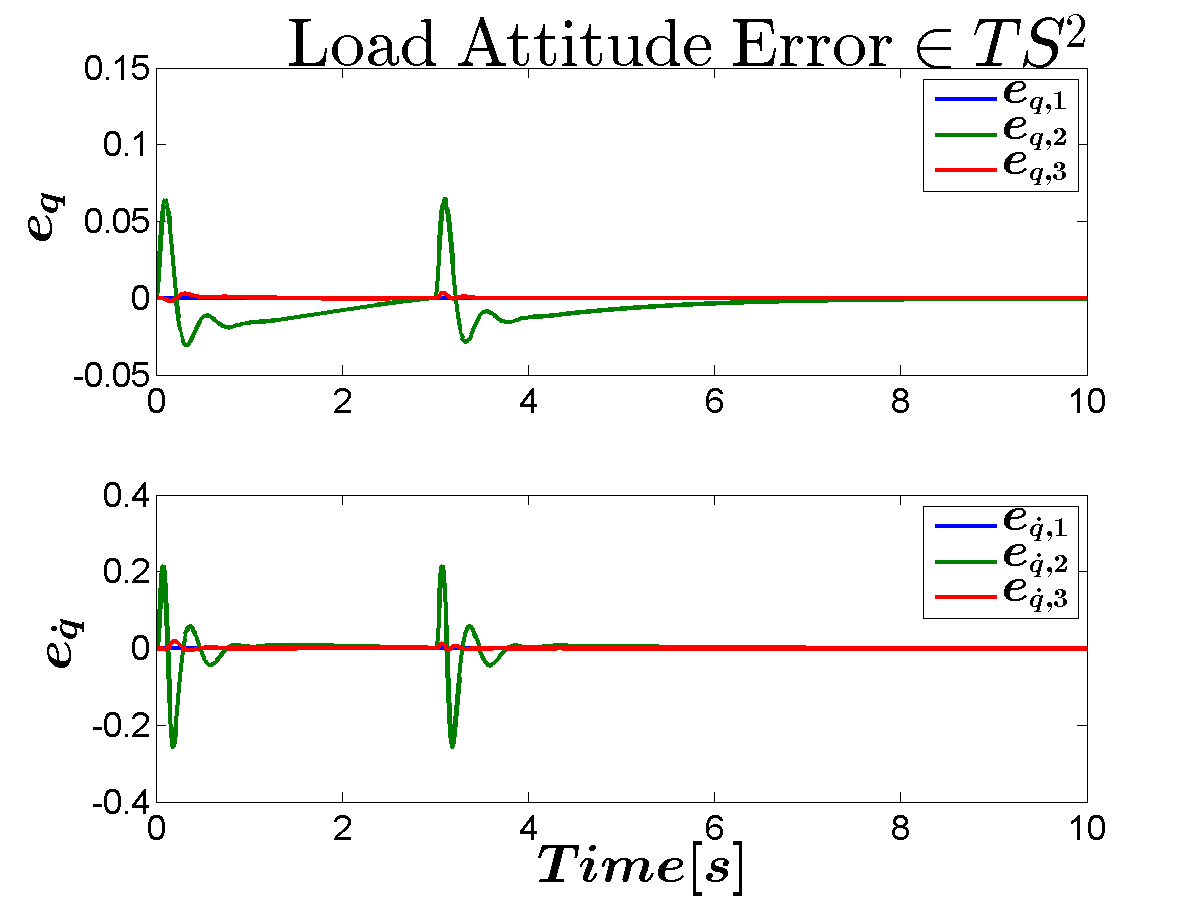 Load Attitude Error ∈ TS²
0.15
0.1
0.05
0
-0.05
e_q
e_{q,1}
e_{q,2}
e_{q,3}
0 2 4 6 8 10
0.4
0.2
0
-0.2
-0.4
e_{q̇}
e_{q̇,1}
e_{q̇,2}
e_{q̇,3}
0 2 4 6 8 10
Time[s]